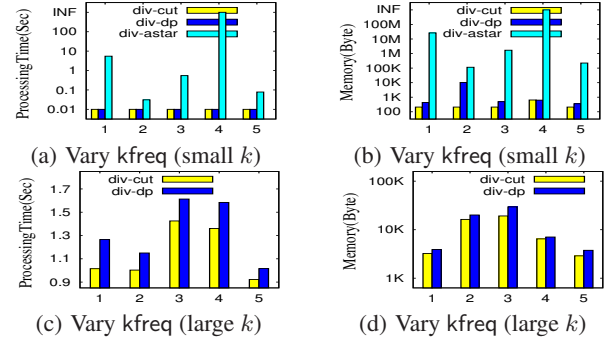 ProcessingTime(Sec)
INF
100
10
1
0.1
0.01
div-cut
div-dp
div-astar
1 2 3 4 5
(a) Vary kfreq (small k)
Memory(Byte)
INF
100M
10M
1M
100K
10K
1K
100
div-cut
div-dp
div-astar
1 2 3 4 5
(b) Vary kfreq (small k)
ProcessingTime(Sec)
1.7
1.5
1.3
1.1
0.9
div-cut
div-dp
1 2 3 4 5
(c) Vary kfreq (large k)
Memory(Byte)
100K
10K
1K
div-cut
div-dp
1 2 3 4 5
(d) Vary kfreq (large k)